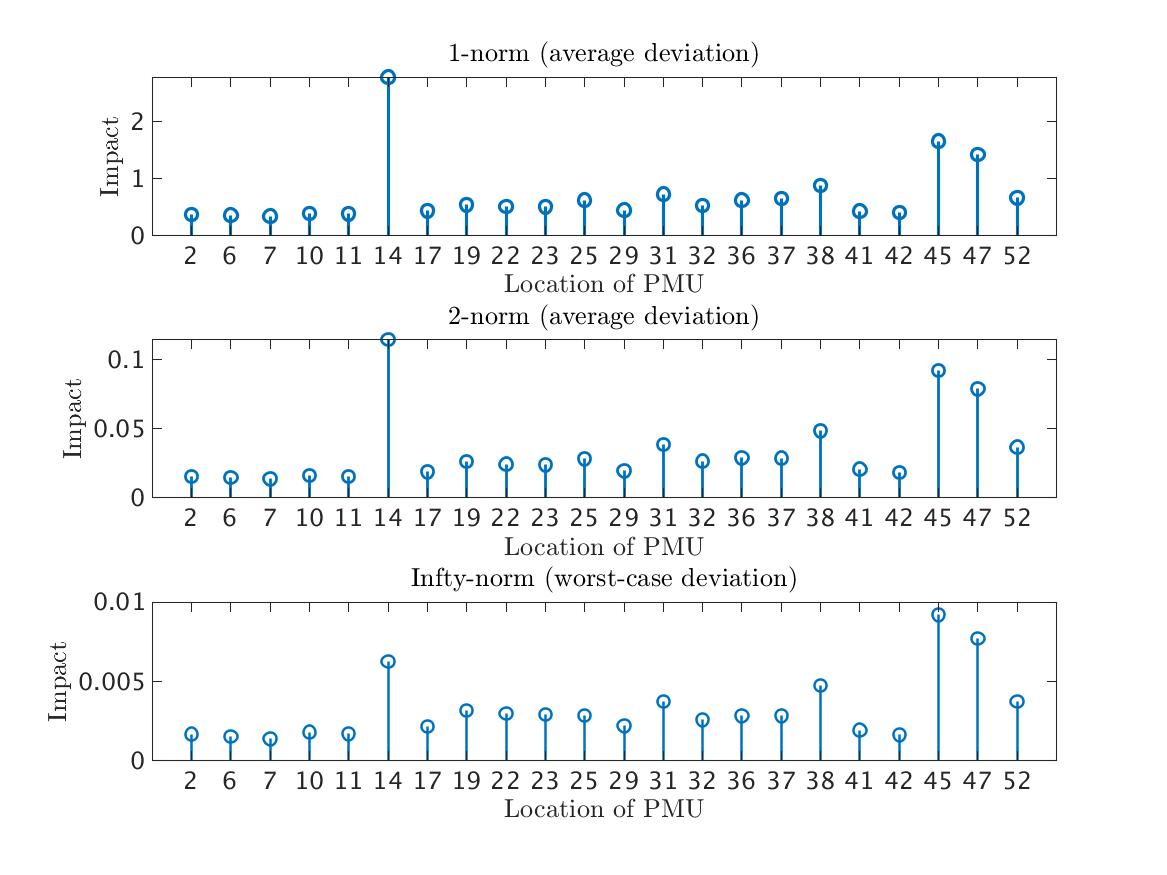 1-norm (average deviation)
Impact
2
1
0
2 6 7 10 11 14 17 19 22 23 25 29 31 32 36 37 38 41 42 45 47 52
Location of PMU
2-norm (average deviation)
Impact
0.1
0.05
0
2 6 7 10 11 14 17 19 22 23 25 29 31 32 36 37 38 41 42 45 47 52
Location of PMU
Infty-norm (worst-case deviation)
Impact
0.01
0.005
0
2 6 7 10 11 14 17 19 22 23 25 29 31 32 36 37 38 41 42 45 47 52
Location of PMU